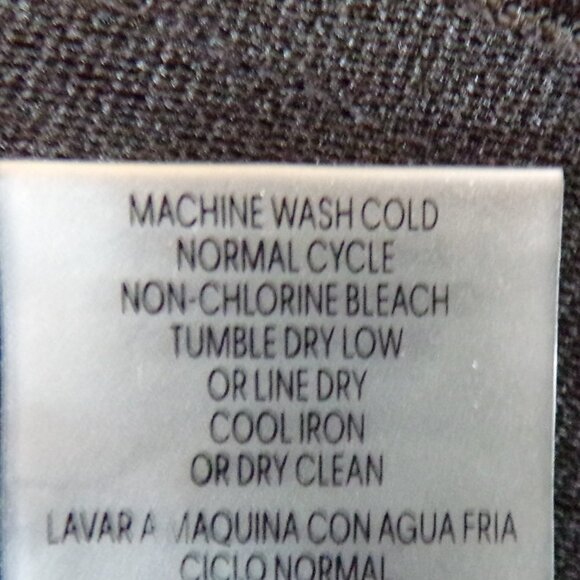 MACHINE WASH COLD
NORMAL CYCLE
NON-CHLORINE BLEACH
TUMBLE DRY LOW
OR LINE DRY
COOL IRON
OR DRY CLEAN
LAVAR A MAQUINA CON AGUA FRIA
CICLO NORMAL